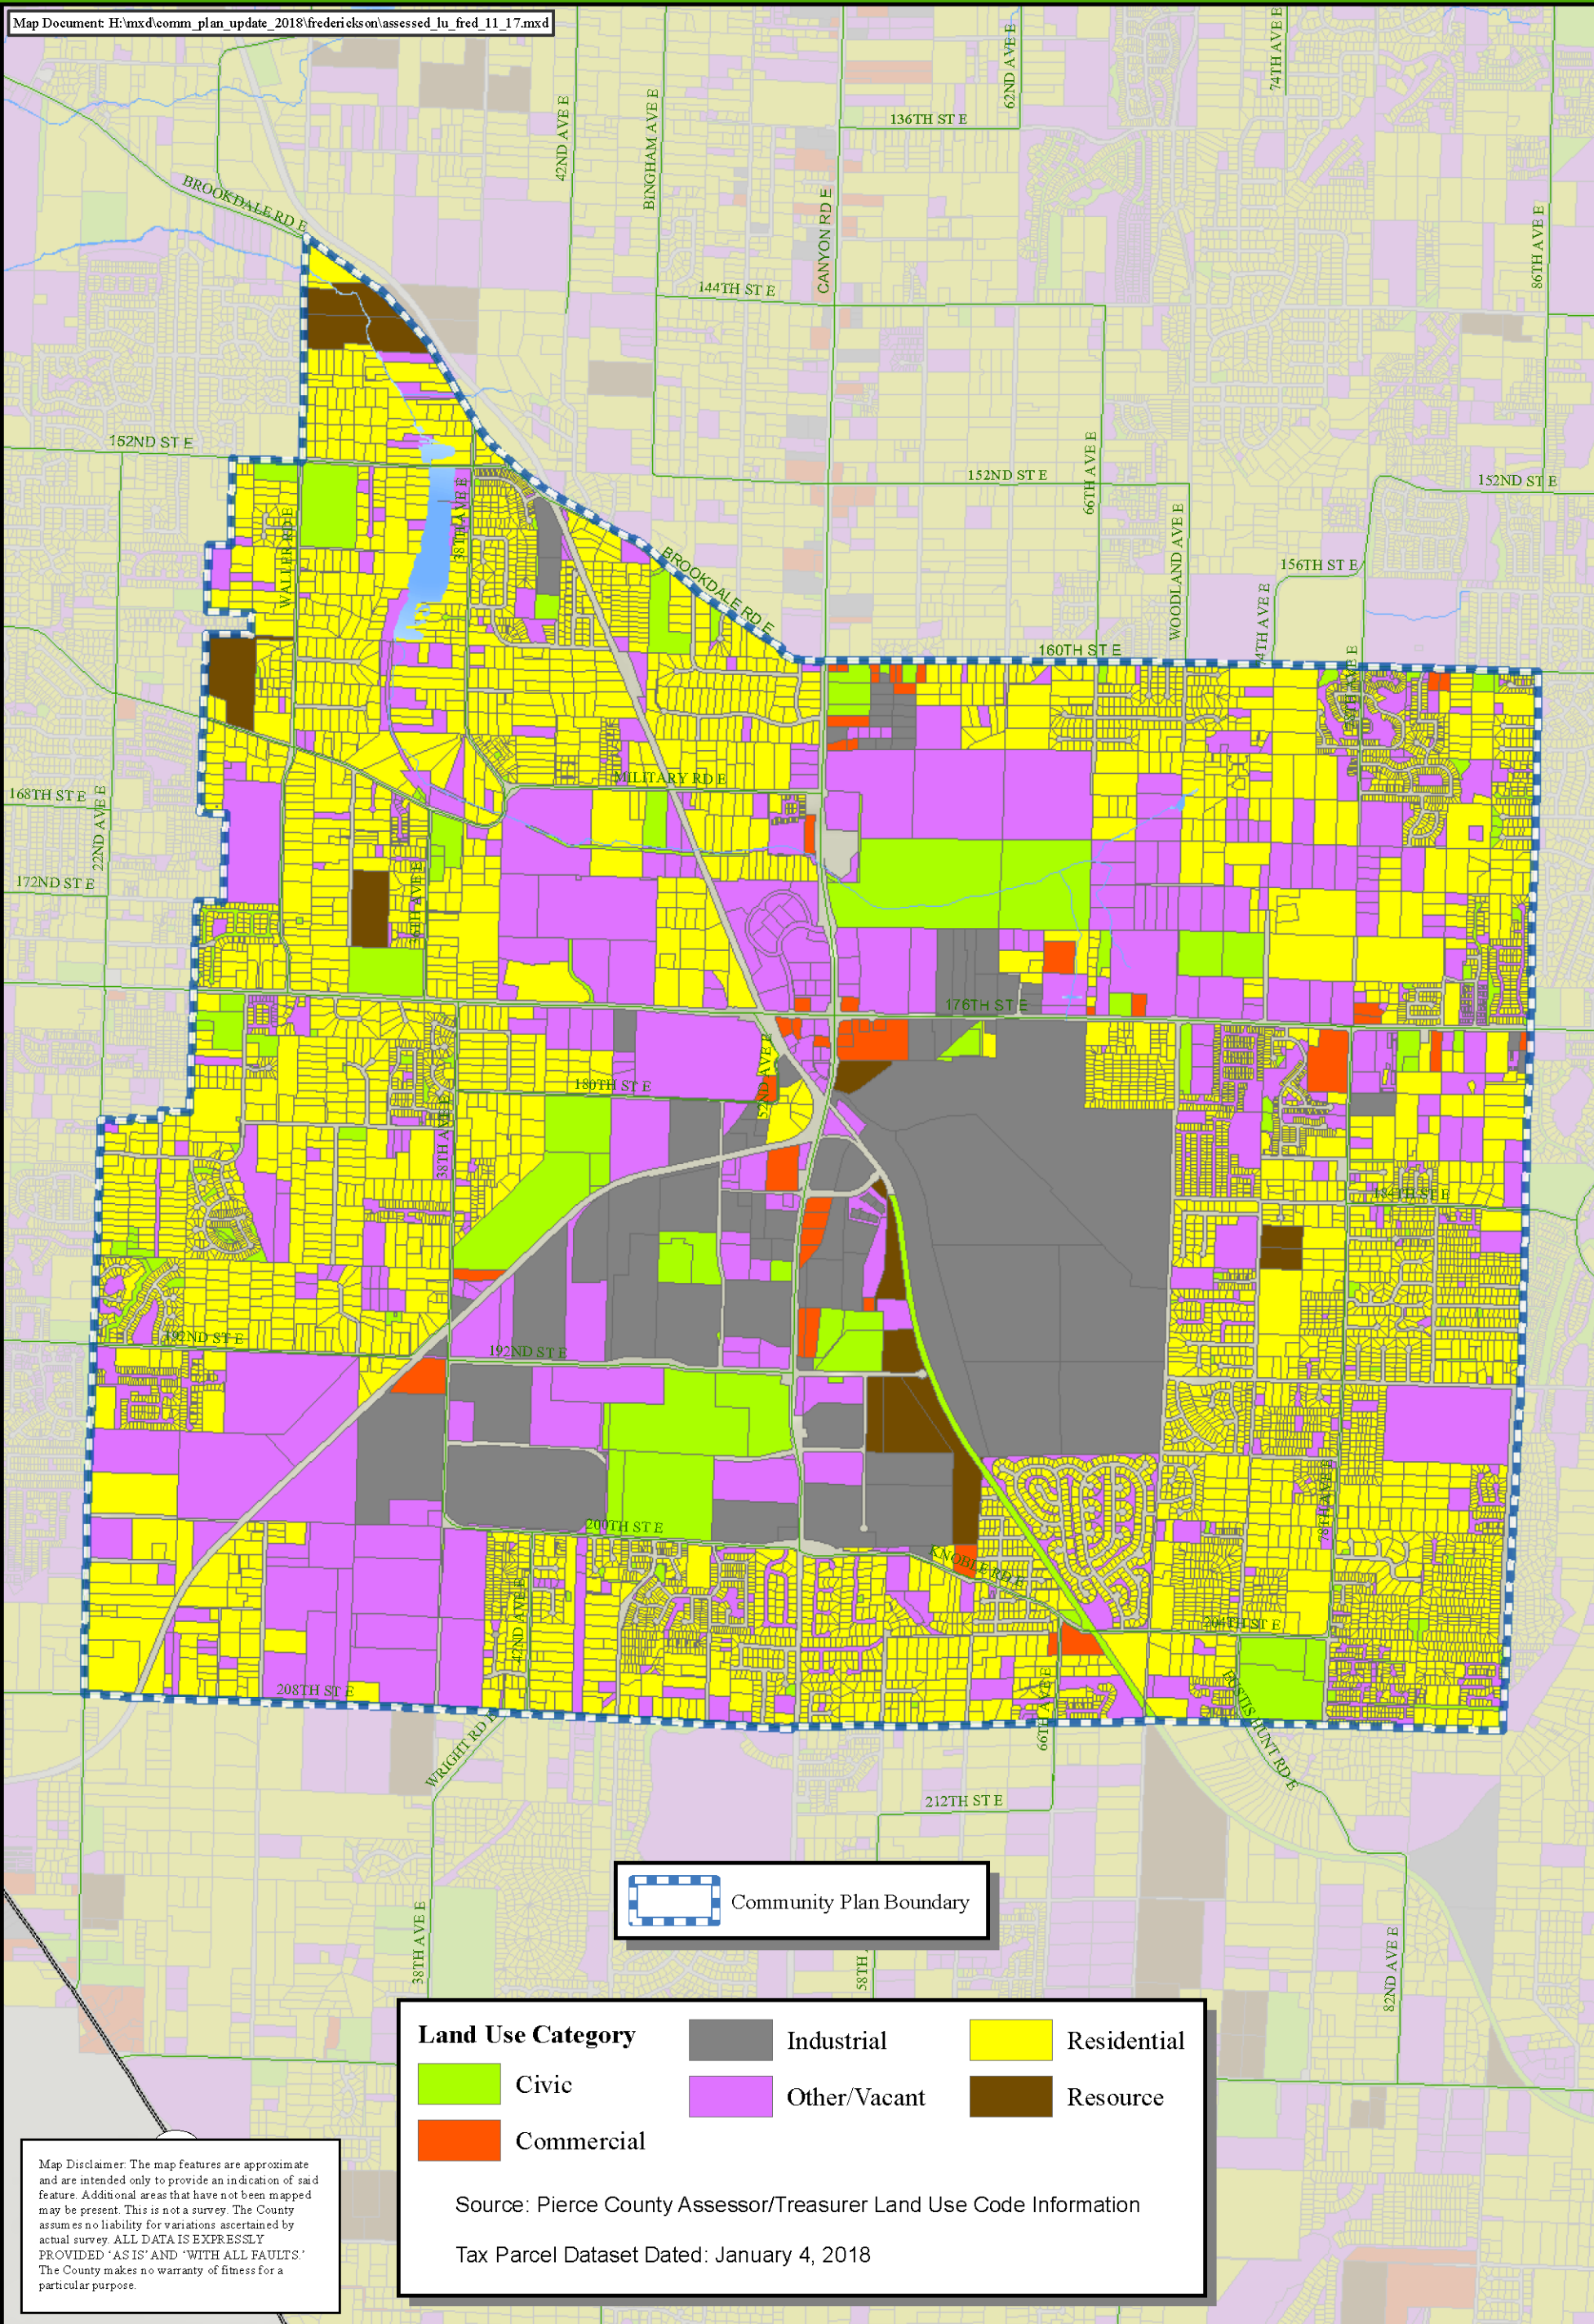 Map Document: H:\mxd\comm_plan_update_2018\frederickson\assessed_lu_fred_11_17.mxd
74TH AVE E
62ND AVE E
42ND AVE E
BINGHAM AVE E
136TH ST E
BROOKDALE RD E
CANYON RD E
86TH AVE E
144TH ST E
152ND ST E
66TH AVE E
152ND ST E
152ND ST E
38TH AVE E
WALLER RD E
WOODLAND AVE E
BROOKDALE RD E
156TH ST E
74TH AVE E
160TH ST E
MILITARY RD E
168TH ST E
22ND AVE E
172ND ST E
176TH ST E
52ND AVE E
180TH ST E
38TH AVE E
184TH ST E
192ND ST E
192ND ST E
78TH AVE E
200TH ST E
KNOBLE RD E
42ND AVE E
204TH ST E
208TH ST E
66TH AVE E
EUSTIS HUNT RD E
WRIGHT RD E
212TH ST E
Community Plan Boundary
38TH AVE E
58TH
82ND AVE E
Land Use Category
Civic
Commercial
Industrial
Other/Vacant
Residential
Resource
Source: Pierce County Assessor/Treasurer Land Use Code Information
Tax Parcel Dataset Dated: January 4, 2018
Map Disclaimer: The map features are approximate
and are intended only to provide an indication of said
feature. Additional areas that have not been mapped
may be present. This is not a survey. The County
assumes no liability for variations ascertained by
actual survey. ALL DATA IS EXPRESSLY
PROVIDED 'AS IS' AND 'WITH ALL FAULTS.'
The County makes no warranty of fitness for a
particular purpose.